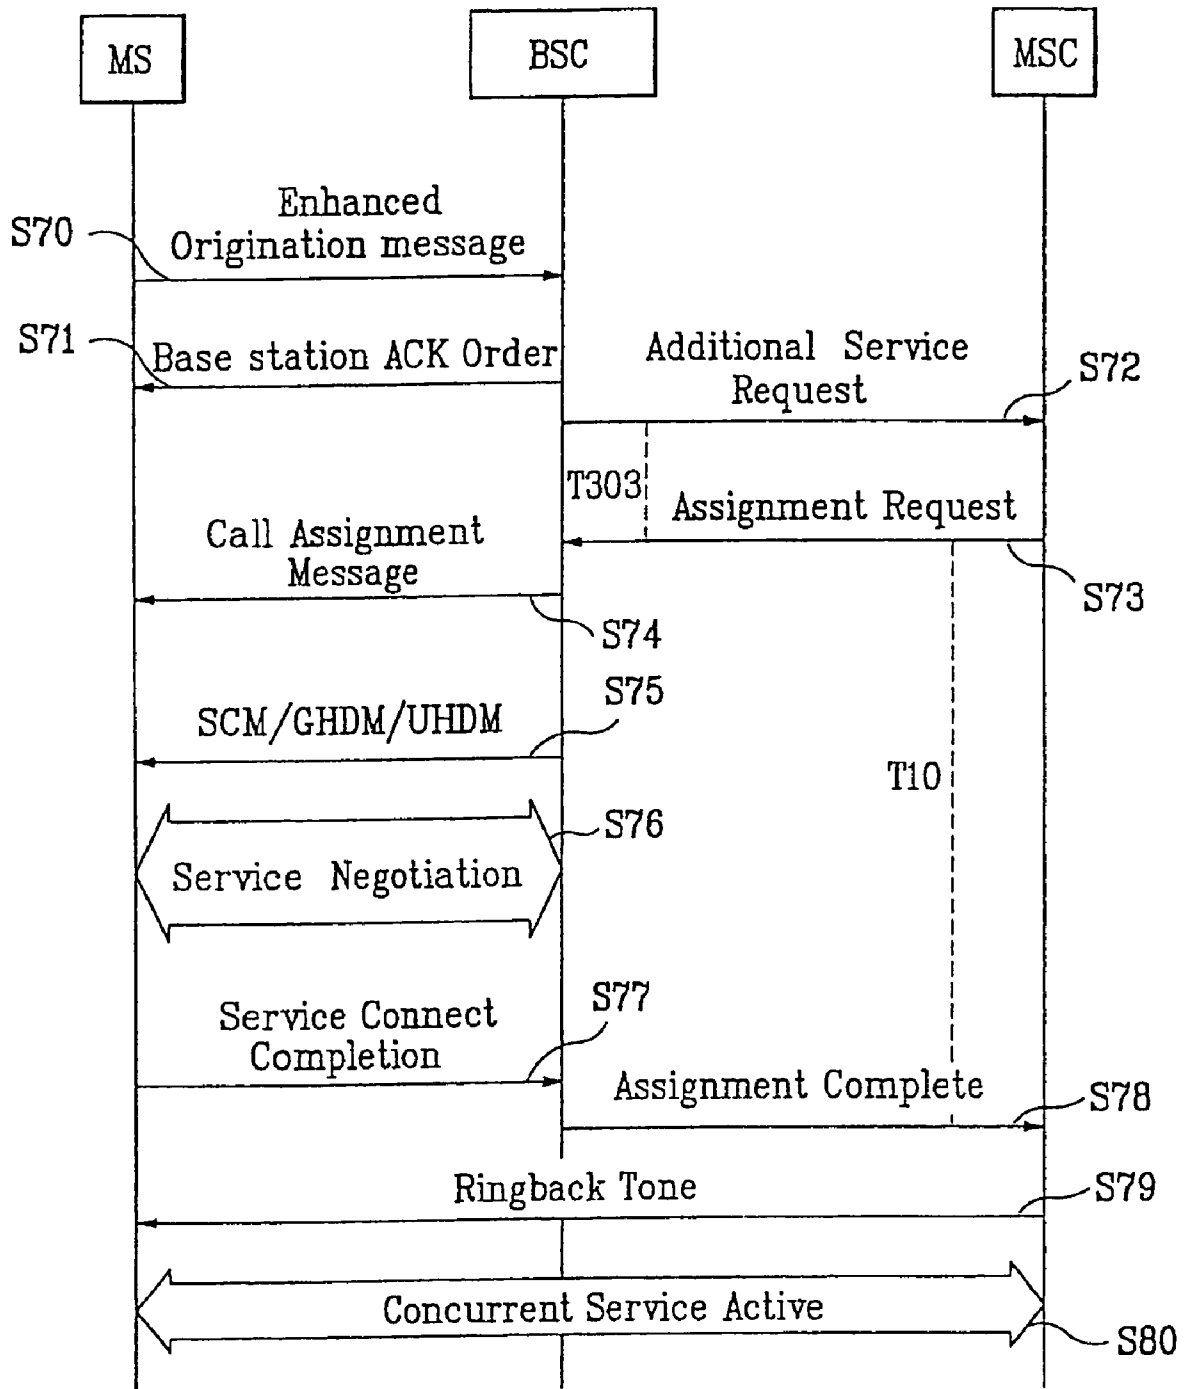 MS
BSC
MSC
Enhanced
Origination message
S70
S71
Base station ACK Order
Additional Service
Request
S72
T303
Assignment Request
S73
Call Assignment
Message
S74
S75
SCM/GHDM/UHDM
T10
S76
Service Negotiation
Service Connect
Completion
S77
Assignment Complete
S78
Ringback Tone
S79
Concurrent Service Active
S80